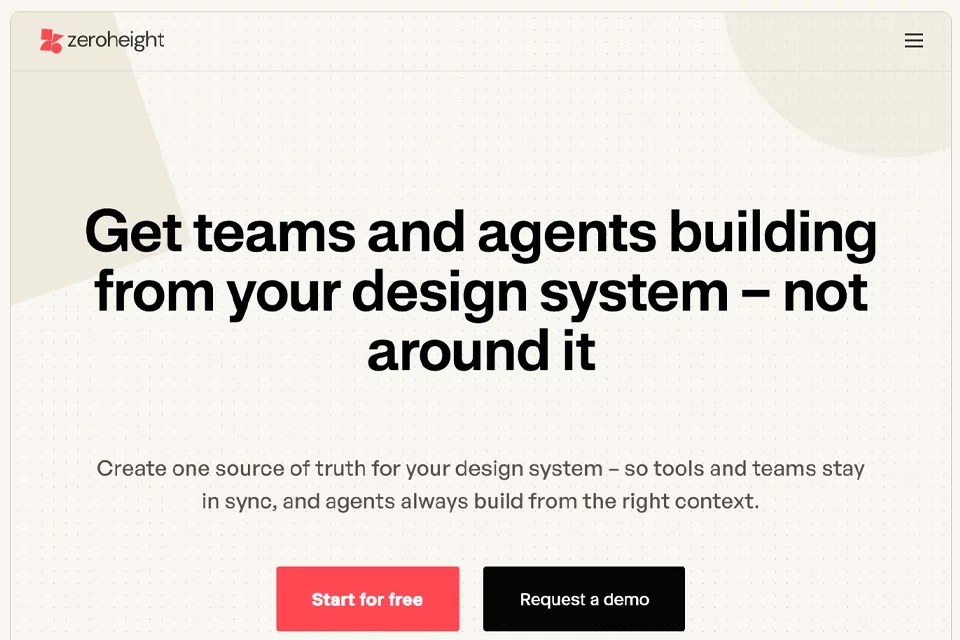 zeroheight
Get teams and agents building
from your design system – not
around it
Create one source of truth for your design system – so tools and teams stay
in sync, and agents always build from the right context.
Start for free
Request a demo